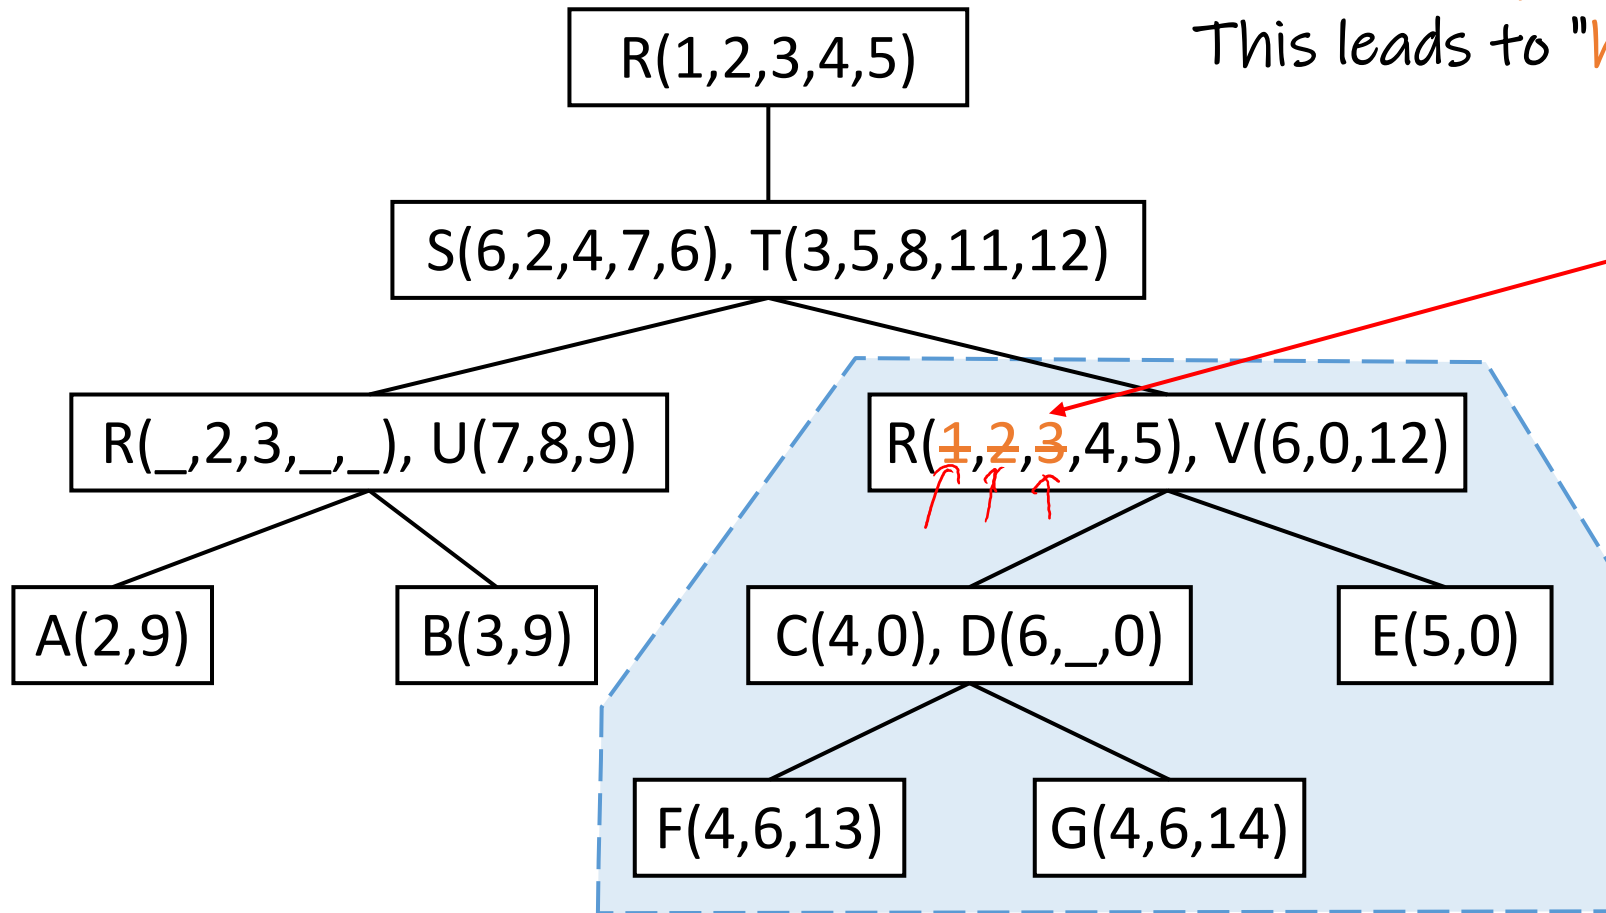 R(1,2,3,4,5)
This leads to "
S(6,2,4,7,6), T(3,5,8,11,12)
R(_,2,3,_,_), U(7,8,9)
R(1,2,3,4,5), V(6,0,12)
A(2,9)
B(3,9)
C(4,0), D(6,_,0)
E(5,0)
F(4,6,13)
G(4,6,14)